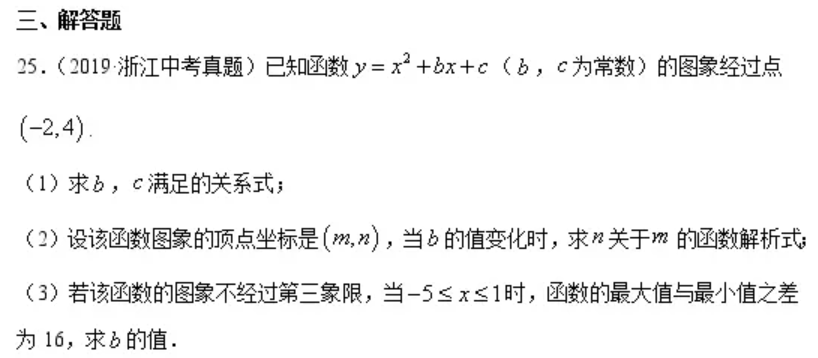 三、解答题
25.（2019·浙江中考真题）已知函数 y = x² + bx + c（b，c为常数）的图象经过点
(−2,4).
（1）求b，c满足的关系式；
（2）设该函数图象的顶点坐标是(m,n)，当b的值变化时，求n关于m的函数解析式；
（3）若该函数的图象不经过第三象限，当−5≤x≤1时，函数的最大值与最小值之差
为 16，求b的值．